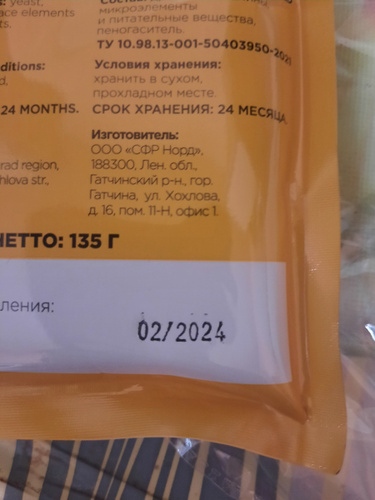 yeast,
ace elements
ts.
микроэлементы
и питательные вещества,
пеногаситель.
ТУ 10.98.13-001-50403950-2021
ditions:
Условия хранения:
d.
хранить в сухом,
прохладном месте.
24 MONTHS.
СРОК ХРАНЕНИЯ: 24 МЕСЯЦА.
Изготовитель:
ООО «СФР Норд»,
rad region,
188300, Лен. обл.,
hlova str.,
Гатчинский р-н., гор.
Гатчина, ул. Хохлова,
д. 16, пом. 11-Н, офис 1.
НЕТТО: 135 Г
ления:
02/2024